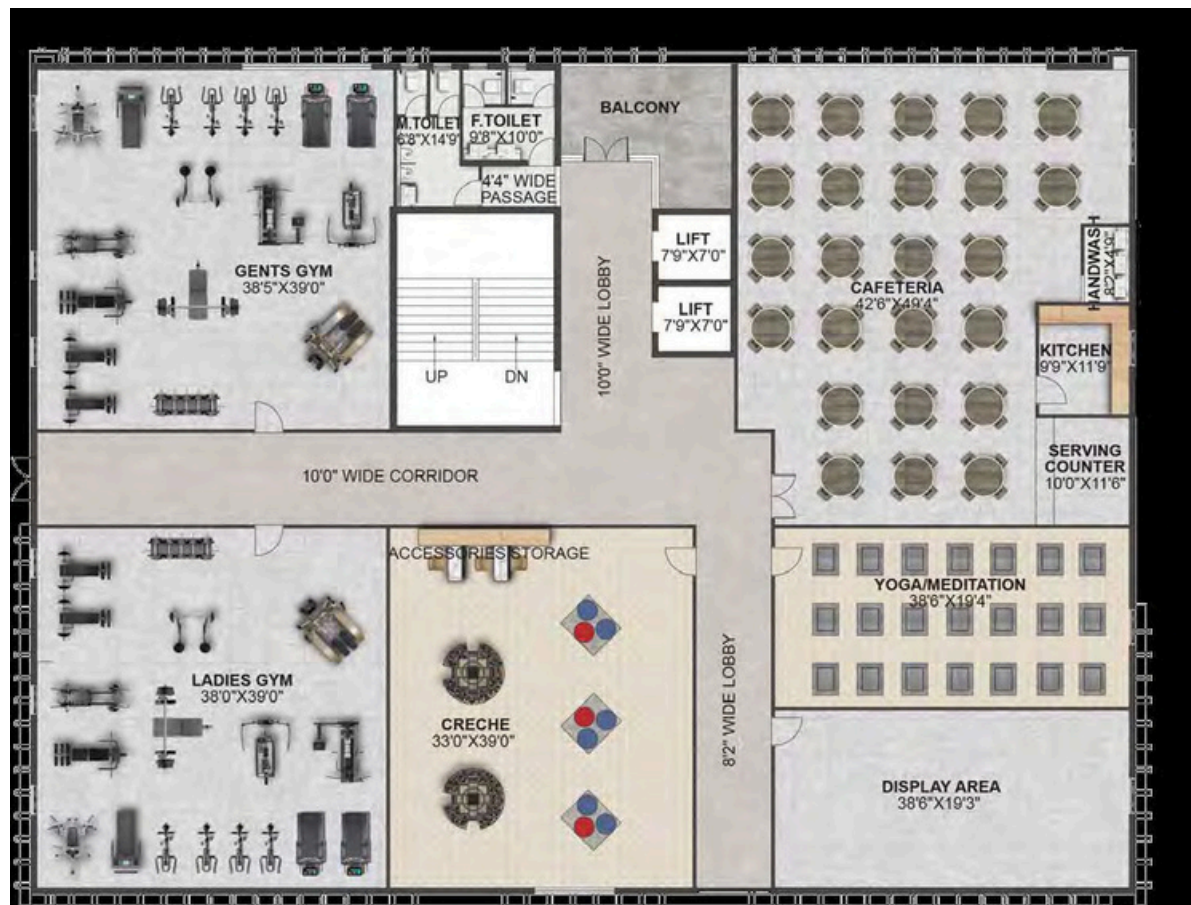 BALCONY
M.TOILET
6'8"X14'9"
F.TOILET
9'8"X10'0"
4'4" WIDE
PASSAGE
LIFT
7'9"X7'0"
LIFT
7'9"X7'0"
GENTS GYM
38'5"X39'0"
10'0" WIDE LOBBY
CAFETERIA
42'6"X49'4"
HANDWASH
8'2"X4'9"
KITCHEN
9'9"X11'9"
UP
DN
SERVING
COUNTER
10'0"X11'6"
10'0" WIDE CORRIDOR
ACCESSORIES STORAGE
YOGA/MEDITATION
38'6"X19'4"
LADIES GYM
38'0"X39'0"
CRECHE
33'0"X39'0"
8'2" WIDE LOBBY
DISPLAY AREA
38'6"X19'3"